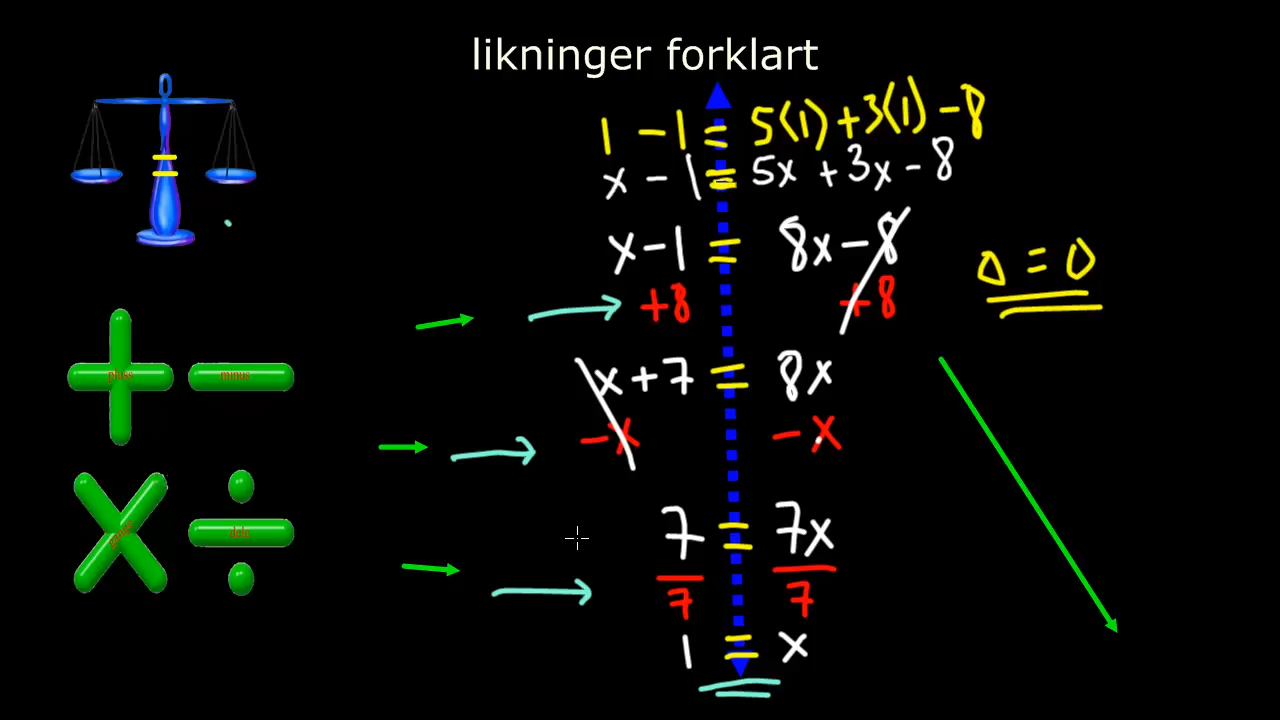 likninger forklart
1 - 1 = 5(1) + 3(1) - 8
x - 1 = 5x + 3x - 8
x - 1 = 8x - 8
+8 +8
0 = 0
x + 7 = 8x
-x -x
7 = 7x
7 7
1 = x
minus